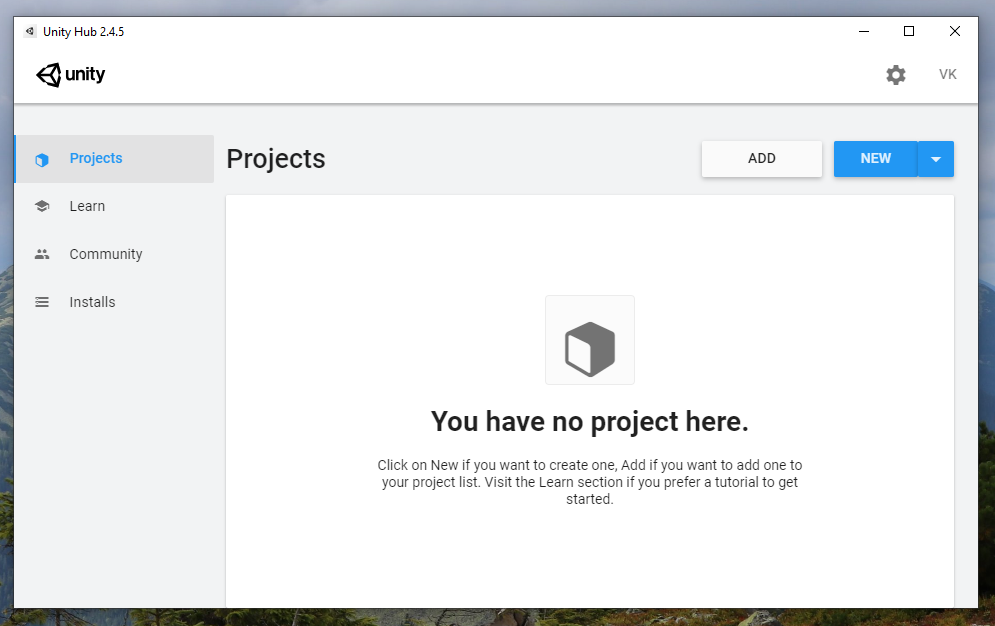 Unity Hub 2.4.5
unity
VK
Projects
Learn
Community
Installs
Projects
ADD
NEW
You have no project here.
Click on New if you want to create one, Add if you want to add one to
your project list. Visit the Learn section if you prefer a tutorial to get
started.